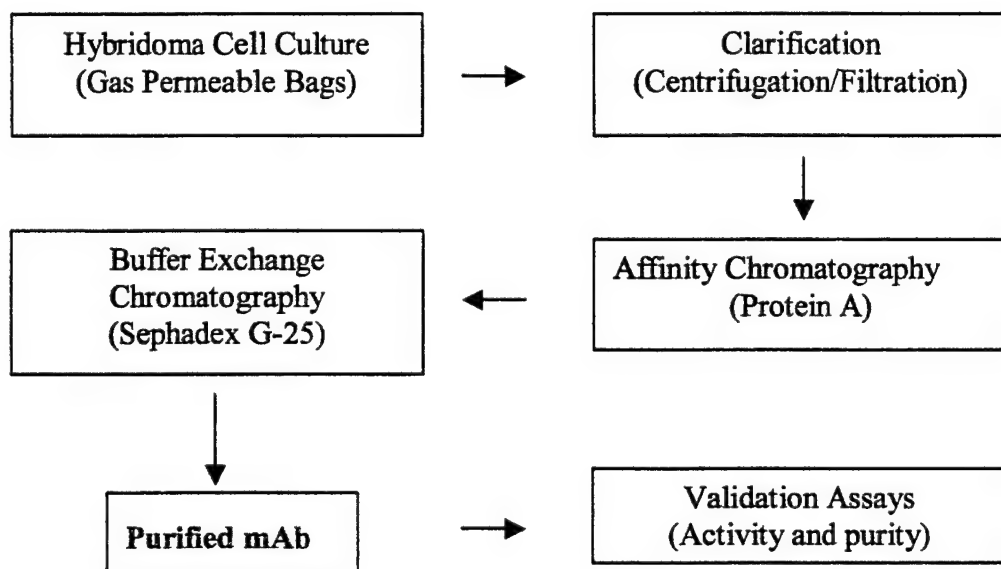 Hybridoma Cell Culture
(Gas Permeable Bags)
Clarification
(Centrifugation/Filtration)
Affinity Chromatography
(Protein A)
Buffer Exchange
Chromatography
(Sephadex G-25)
Purified mAb
Validation Assays
(Activity and purity)